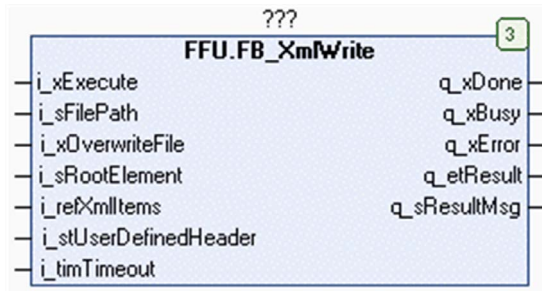 ???
3
FFU.FB_XmlWrite
i_xExecute q_xDone
i_sFilePath q_xBusy
i_xOverwriteFile q_xError
i_sRootElement q_etResult
i_refXmlItems q_sResultMsg
i_stUserDefinedHeader
i_timTimeout